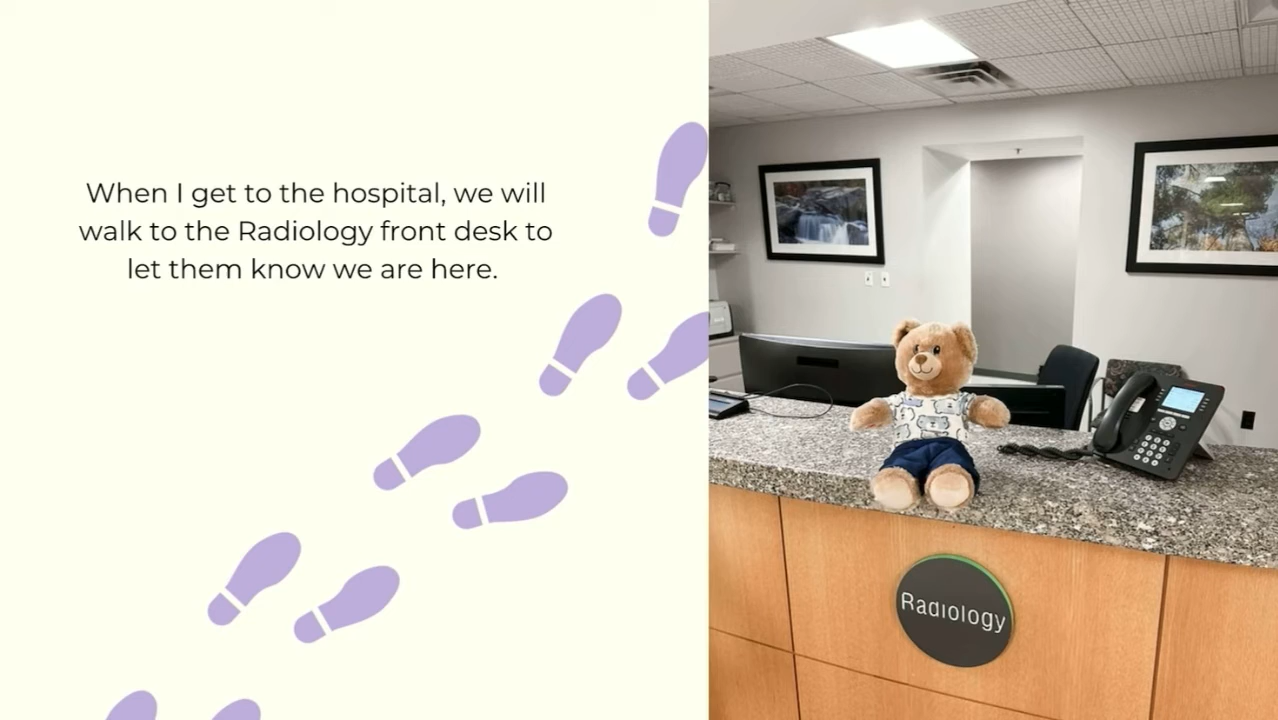 When I get to the hospital, we will
walk to the Radiology front desk to
let them know we are here.
Radiology